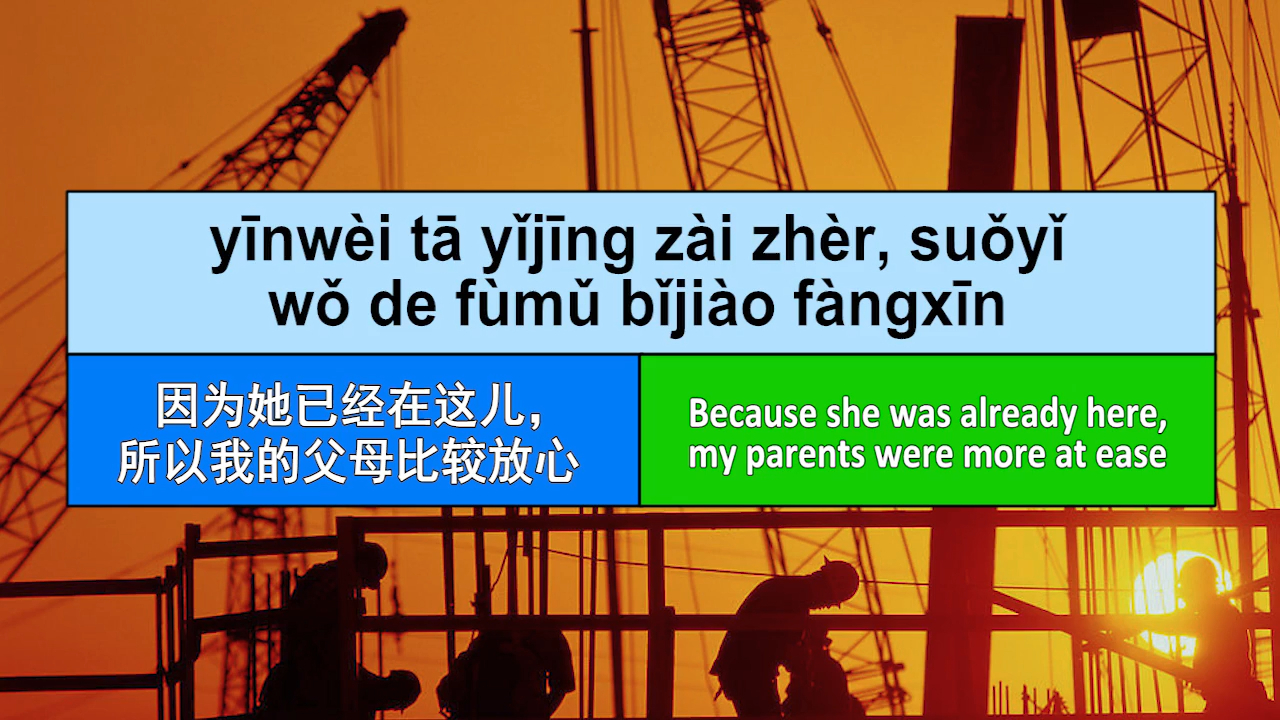 yīnwèi tā yǐjīng zài zhèr, suǒyǐ
wǒ de fùmǔ bǐjiào fàngxīn
因为她已经在这儿，
所以我的父母比较放心
Because she was already here,
my parents were more at ease